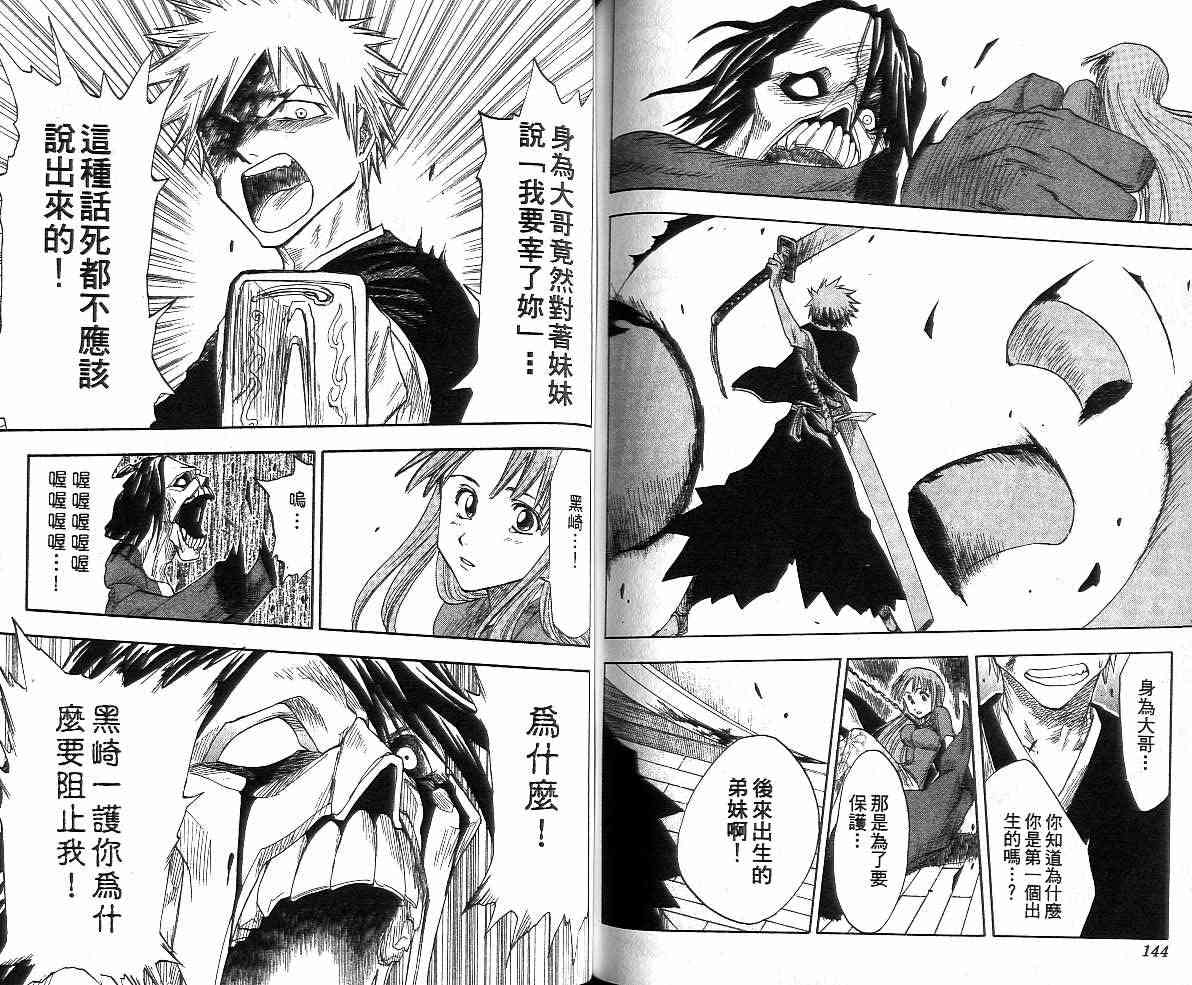 身為大哥…
你知道為什麼
你是第一個出
生的嗎…？
那是為了要
保護…
後來出生的
弟妹啊！
144
身為大哥竟然對著妹妹
說「我要宰了妳」…
這種話死都不應該
說出來的！
黑崎…！
嗚…
喔喔喔喔喔
喔喔喔喔…！
爲什麼！
黑崎一護你爲什
麼要阻止我！